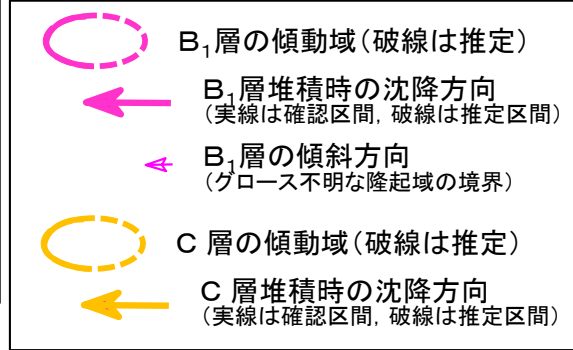 B₁層の傾動域（破線は推定）
B₁層堆積時の沈降方向
（実線は確認区間，破線は推定区間）
B₁層の傾斜方向
（グロース不明な隆起域の境界）
C 層の傾動域（破線は推定）
C 層堆積時の沈降方向
（実線は確認区間，破線は推定区間）